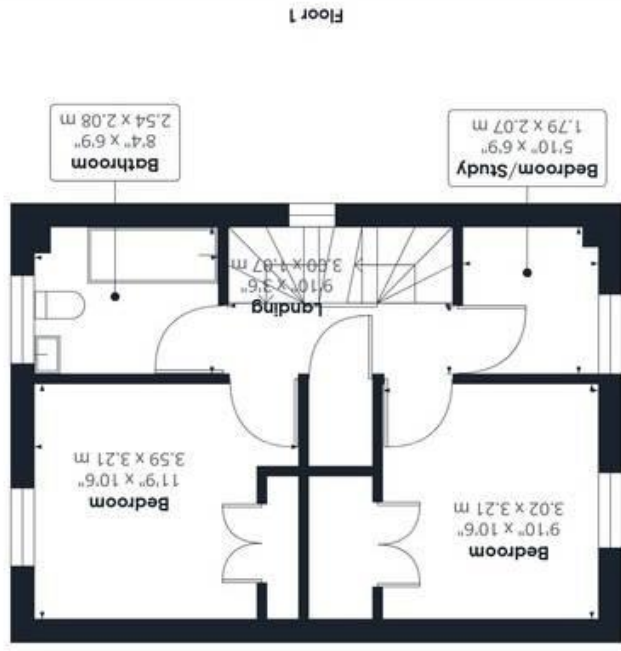 Bedroom
9'10" x 10'6"
3.02 x 3.21 m
Bedroom
11'9" x 10'6"
3.59 x 3.21 m
Landing
9'10" x 3'6"
3.00 x 1.07 m
Bedroom/Study
5'10" x 6'9"
1.79 x 2.07 m
Bathroom
8'4" x 6'9"
2.54 x 2.08 m
Floor 1